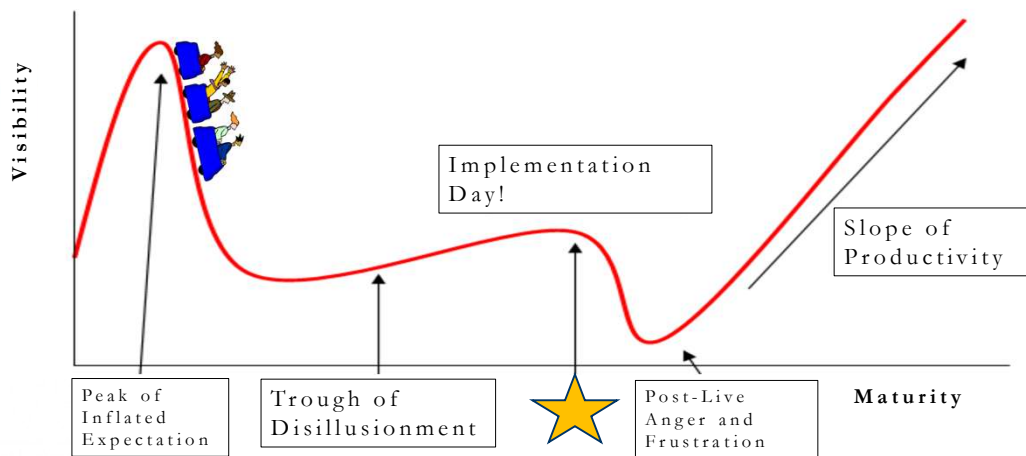 Visibility
Implementation
Day!
Slope of
Productivity
Peak of
Inflated
Expectation
Trough of
Disillusionment
Post-Live
Anger and
Frustration
Maturity